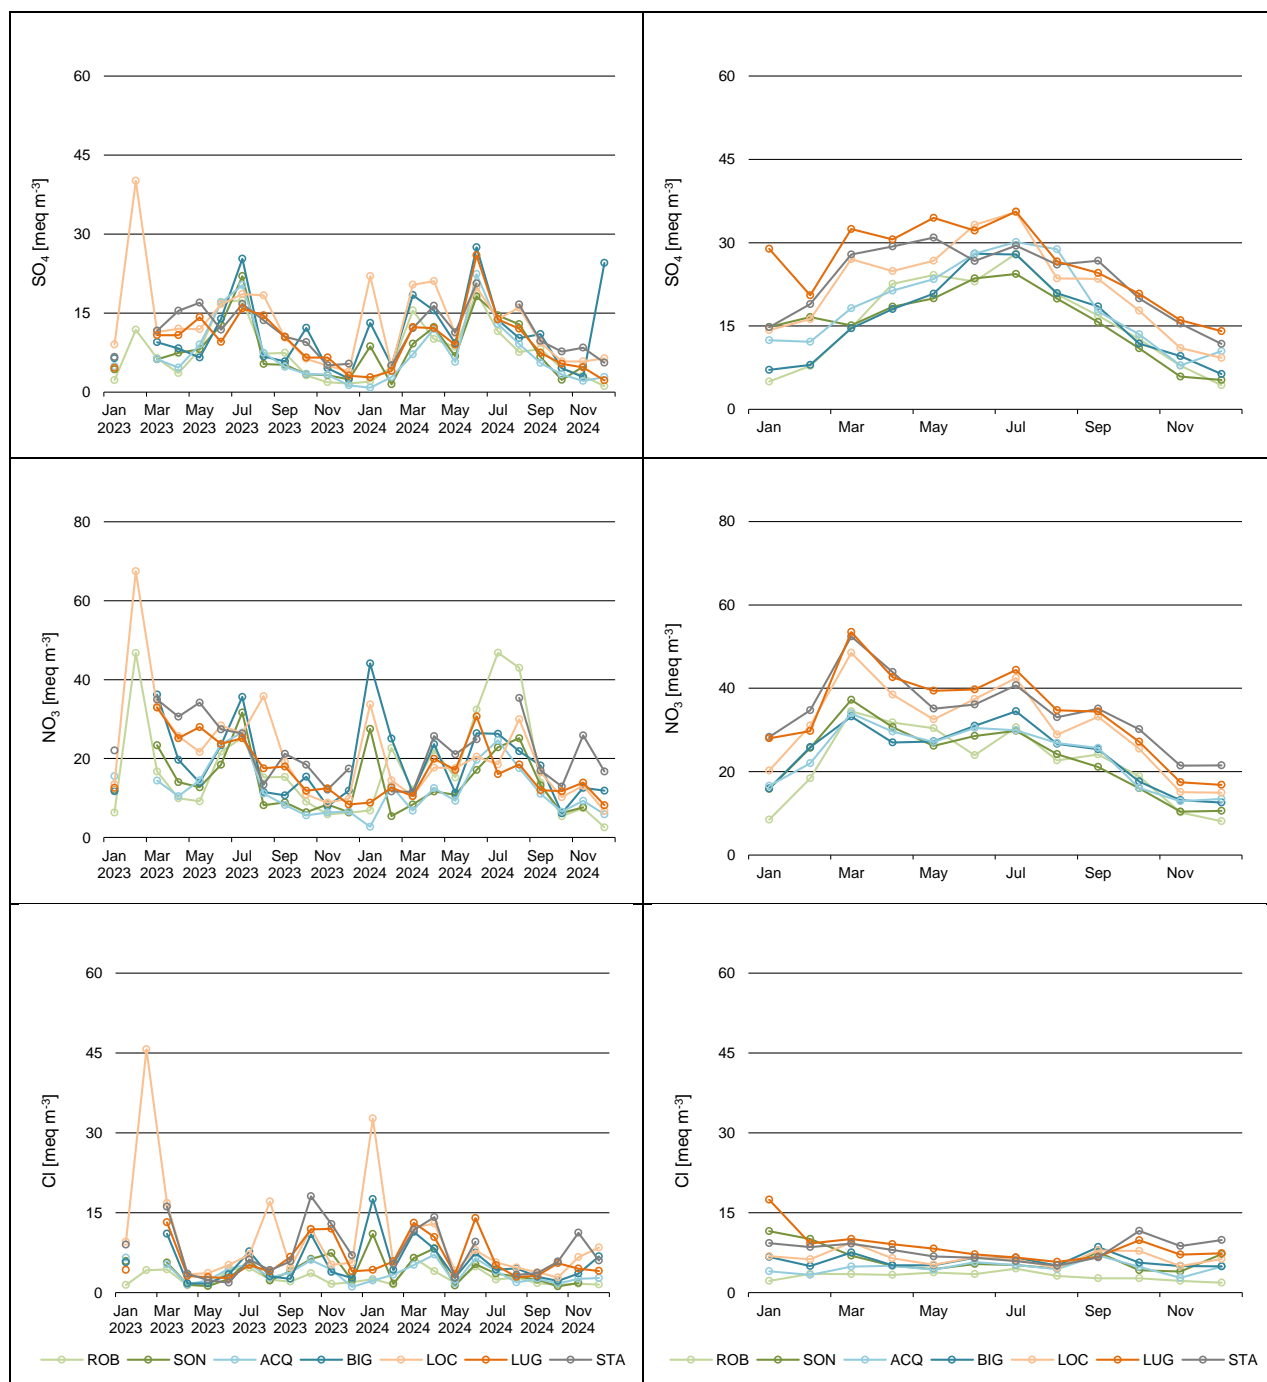 60
45
30
15
0
SO4 [meq m-3]
Jan Mar May Jul Sep Nov Jan Mar May Jul Sep Nov
2023 2023 2023 2023 2023 2023 2024 2024 2024 2024 2024 2024
60
45
30
15
0
SO4 [meq m-3]
Jan Mar May Jul Sep Nov
80
60
40
20
0
NO3 [meq m-3]
Jan Mar May Jul Sep Nov Jan Mar May Jul Sep Nov
2023 2023 2023 2023 2023 2023 2024 2024 2024 2024 2024 2024
80
60
40
20
0
NO3 [meq m-3]
Jan Mar May Jul Sep Nov
60
45
30
15
0
Cl [meq m-3]
Jan Mar May Jul Sep Nov Jan Mar May Jul Sep Nov
2023 2023 2023 2023 2023 2023 2024 2024 2024 2024 2024 2024
ROB SON ACQ BIG LOC LUG STA
60
45
30
15
0
Cl [meq m-3]
Jan Mar May Jul Sep Nov
ROB SON ACQ BIG LOC LUG STA